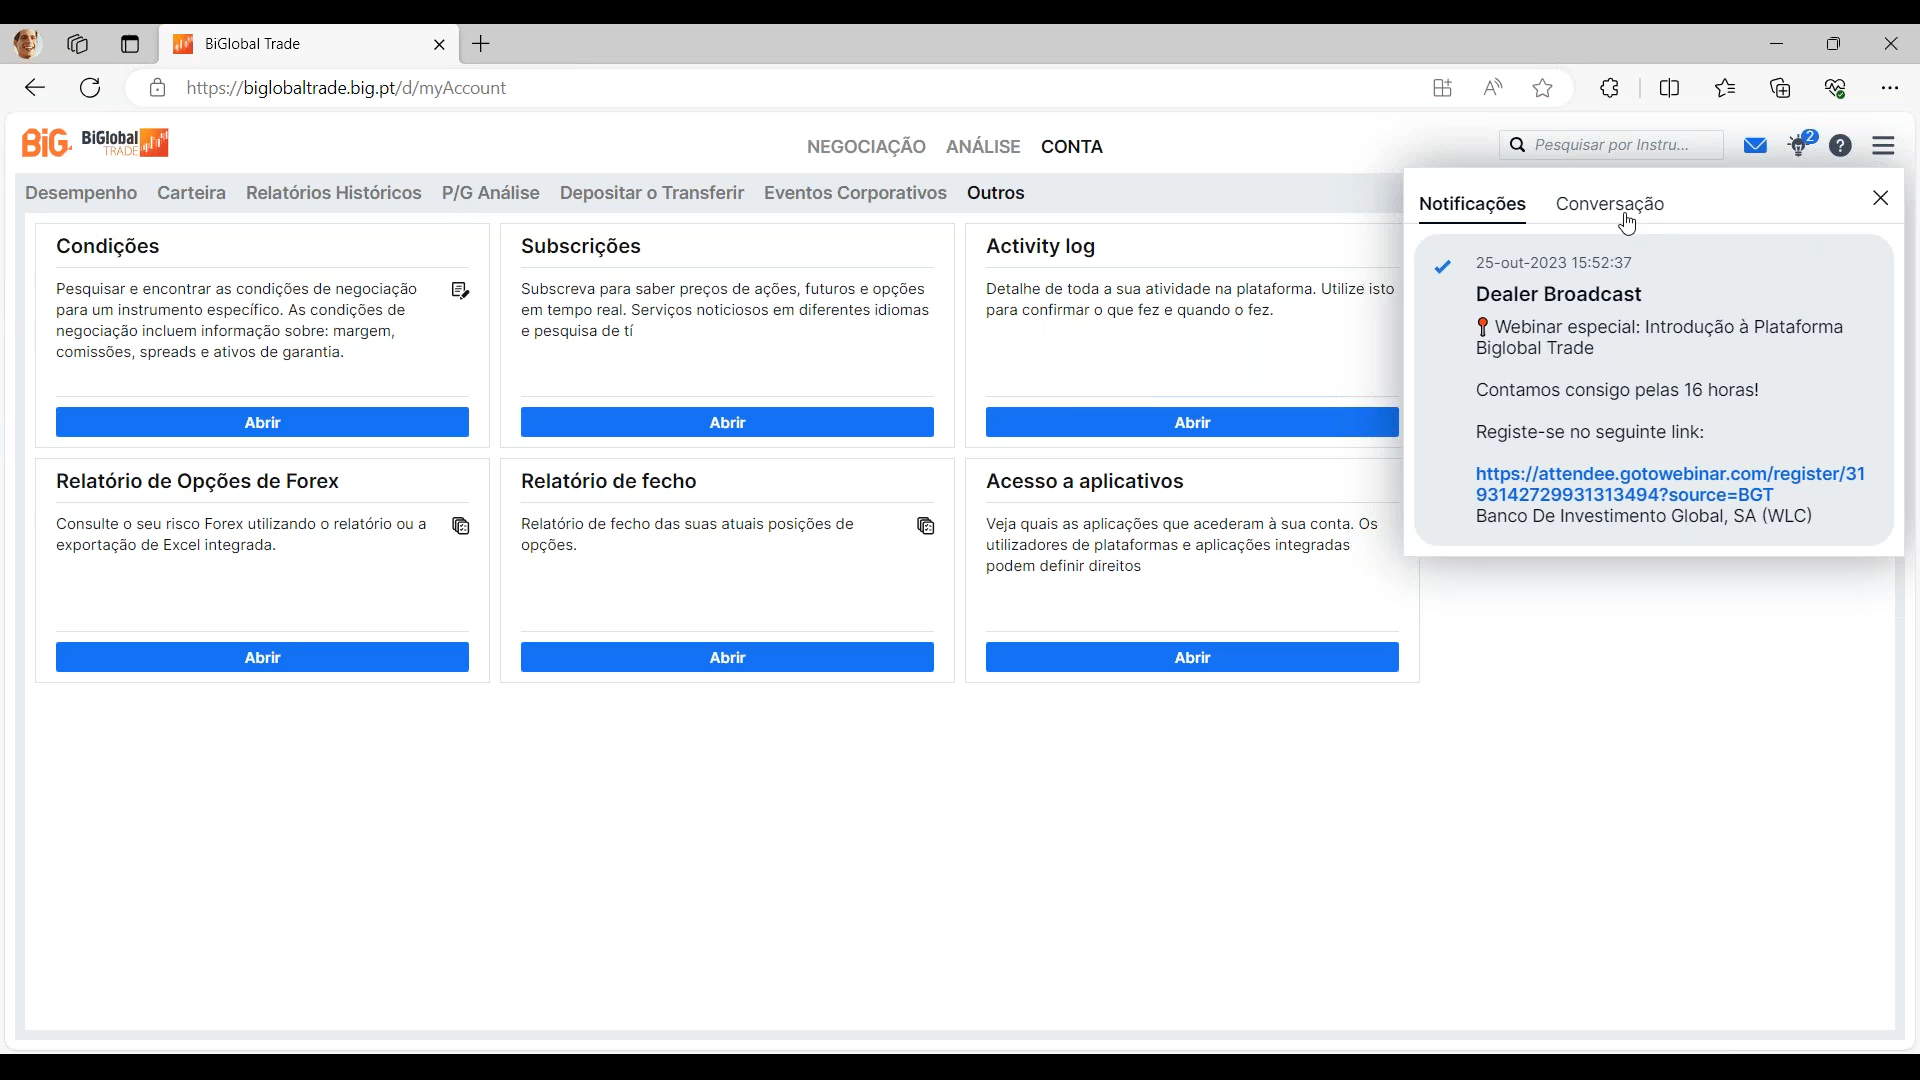 BiGlobal Trade
https://biglobaltrade.big.pt/d/myAccount
BiG. BiGlobal TRADE
NEGOCIAÇÃO ANÁLISE CONTA
Pesquisar por Instru...
2
Desempenho Carteira Relatórios Históricos P/G Análise Depositar o Transferir Eventos Corporativos Outros
Condições
Pesquisar e encontrar as condições de negociação
para um instrumento específico. As condições de
negociação incluem informação sobre: margem,
comissões, spreads e ativos de garantia.
Abrir
Subscrições
Subscreva para saber preços de ações, futuros e opções
em tempo real. Serviços noticiosos em diferentes idiomas
e pesquisa de tí
Abrir
Activity log
Detalhe de toda a sua atividade na plataforma. Utilize isto
para confirmar o que fez e quando o fez.
Abrir
Relatório de Opções de Forex
Consulte o seu risco Forex utilizando o relatório ou a
exportação de Excel integrada.
Abrir
Relatório de fecho
Relatório de fecho das suas atuais posições de
opções.
Abrir
Acesso a aplicativos
Veja quais as aplicações que acederam à sua conta. Os
utilizadores de plataformas e aplicações integradas
podem definir direitos
Abrir
Notificações Conversação
25-out-2023 15:52:37
Dealer Broadcast
Webinar especial: Introdução à Plataforma
Biglobal Trade
Contamos consigo pelas 16 horas!
Registe-se no seguinte link:
https://attendee.gotowebinar.com/register/31
93142729931313494?source=BGT
Banco De Investimento Global, SA (WLC)